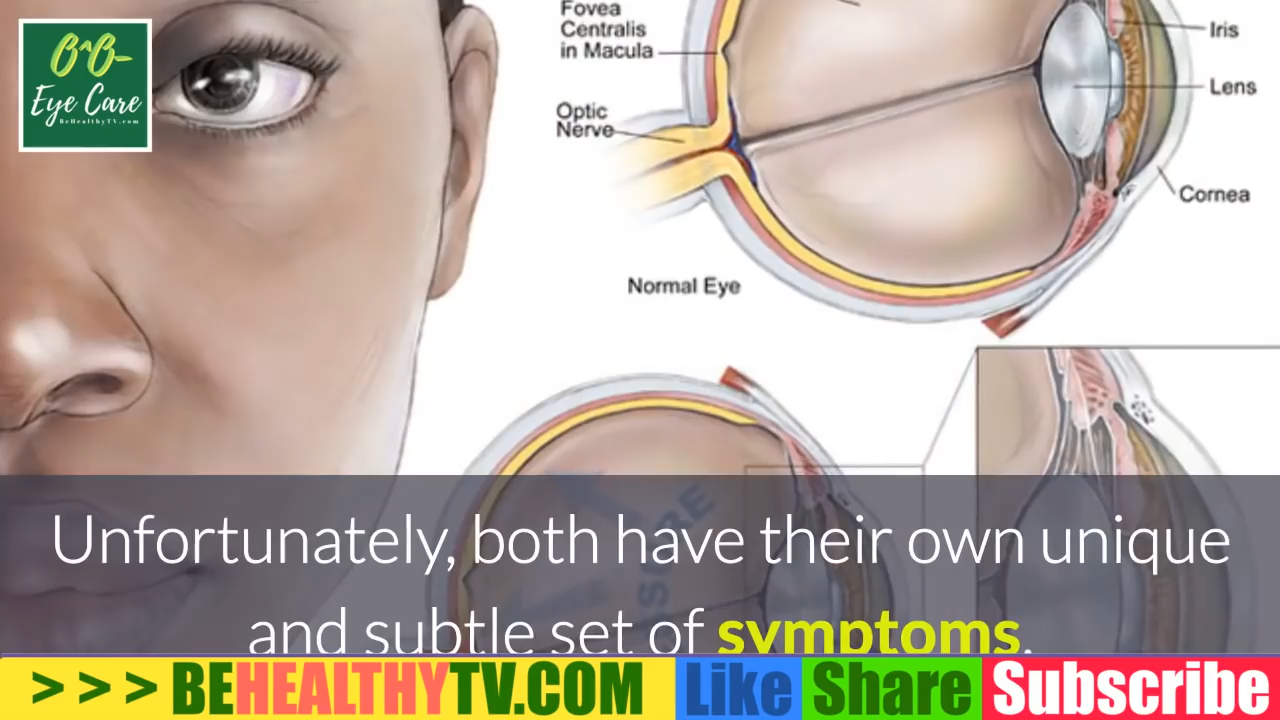 Eye Care
BeHealthyTV.com
Fovea
Centralis
in Macula
Optic
Nerve
Iris
Lens
Cornea
Normal Eye
Unfortunately, both have their own unique
and subtle set of symptoms.
> > > BEHEALTHYTV.COM Like Share Subscribe